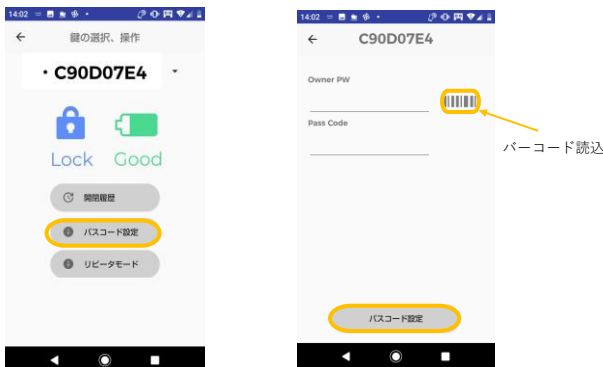 14:02
鍵の選択、操作
・C90D07E4
Lock Good
開閉履歴
パスコード設定
リピータモード
14:02
C90D07E4
Owner PW
Pass Code
バーコード読込
パスコード設定